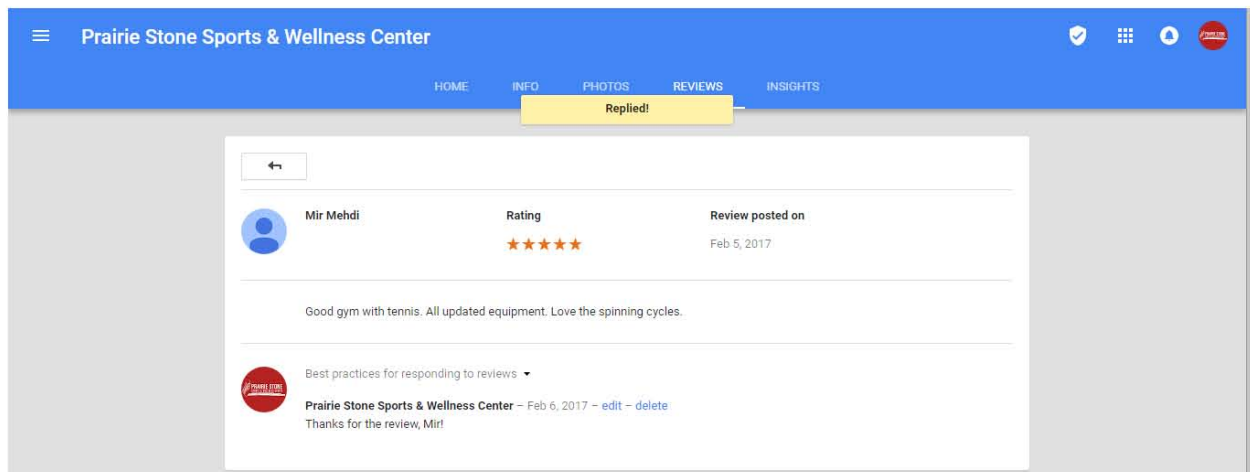 Prairie Stone Sports & Wellness Center
HOME INFO PHOTOS REVIEWS INSIGHTS
Replied!
Mir Mehdi Rating Review posted on
Feb 5, 2017
Good gym with tennis. All updated equipment. Love the spinning cycles.
Best practices for responding to reviews
Prairie Stone Sports & Wellness Center – Feb 6, 2017 – edit – delete
Thanks for the review, Mir!